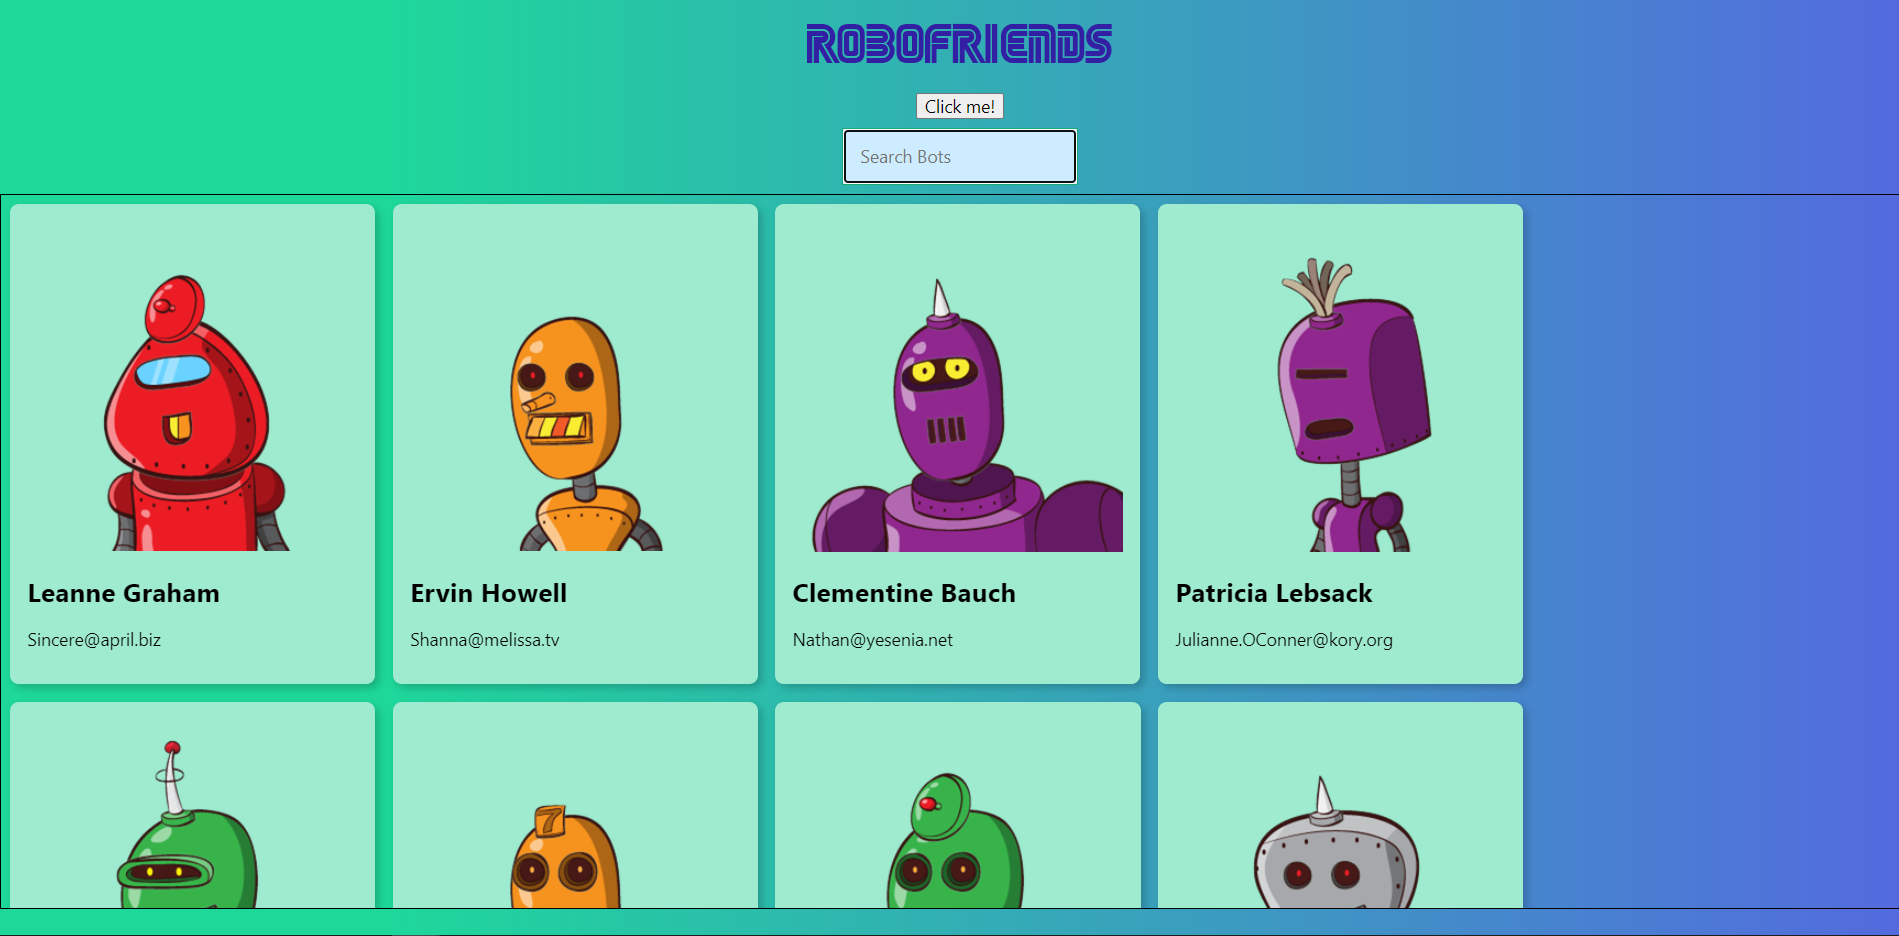 ROBOFRIENDS
Click me!
Search Bots
Leanne Graham
Sincere@april.biz
Ervin Howell
Shanna@melissa.tv
Clementine Bauch
Nathan@yesenia.net
Patricia Lebsack
Julianne.OConner@kory.org
7